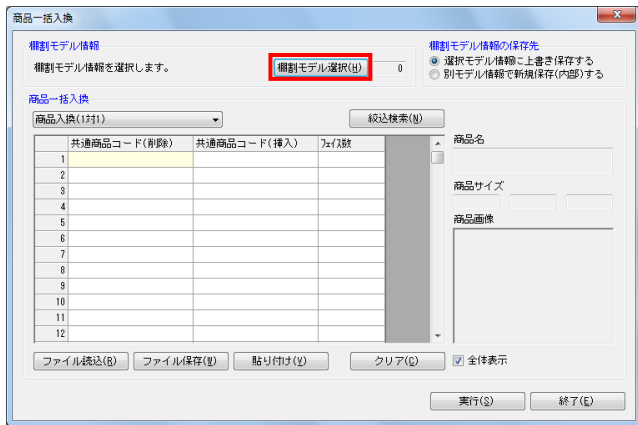 商品一括入換
棚割モデル情報
棚割モデル情報を選択します。
棚割モデル選択(H)
0
棚割モデル情報の保存先
選択モデル情報に上書き保存する
別モデル情報で新規保存(内部)する
商品一括入換
商品入換(1対1)
絞込検索(N)
共通商品コード(削除) 共通商品コード(挿入) フェイス数
1
2
3
4
5
6
7
8
9
10
11
12
商品名
商品サイズ
商品画像
ファイル読込(R) ファイル保存(W) 貼り付け(V) クリア(C) 全体表示
実行(S) 終了(E)